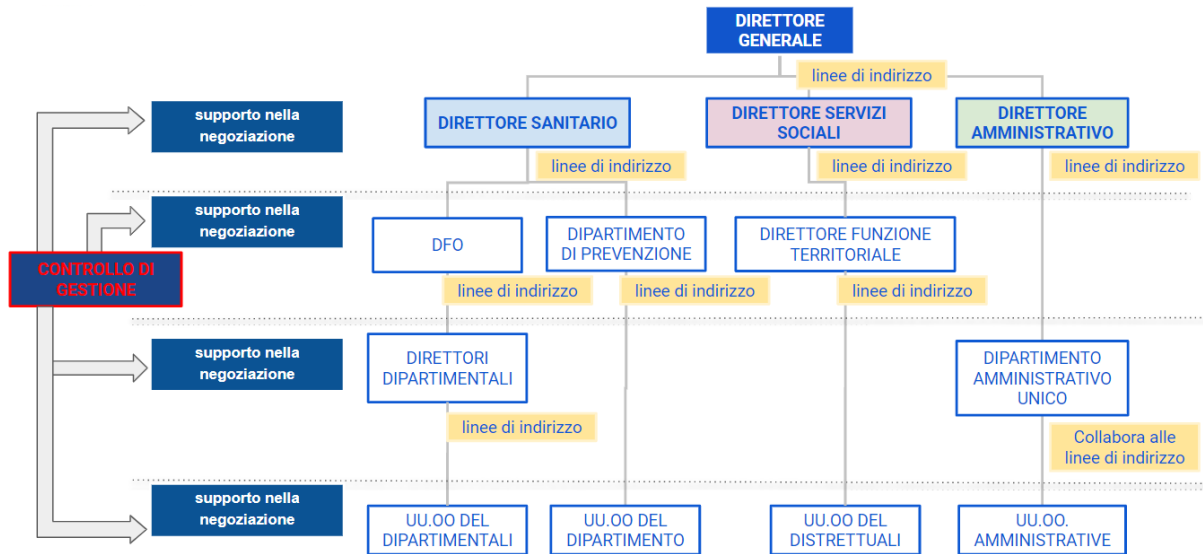 DIRETTORE
GENERALE
linee di indirizzo
supporto nella
negoziazione
DIRETTORE SANITARIO
DIRETTORE SERVIZI
SOCIALI
DIRETTORE
AMMINISTRATIVO
linee di indirizzo
linee di indirizzo
linee di indirizzo
supporto nella
negoziazione
DFO
DIPARTIMENTO
DI PREVENZIONE
DIRETTORE FUNZIONE
TERRITORIALE
CONTROLLO DI
GESTIONE
linee di indirizzo
linee di indirizzo
linee di indirizzo
supporto nella
negoziazione
DIRETTORI
DIPARTIMENTALI
DIPARTIMENTO
AMMINISTRATIVO
UNICO
linee di indirizzo
Collabora alle
linee di indirizzo
supporto nella
negoziazione
UU.OO DEL
DIPARTIMENTALI
UU.OO DEL
DIPARTIMENTO
UU.OO DEL
DISTRETTUALI
UU.OO.
AMMINISTRATIVE